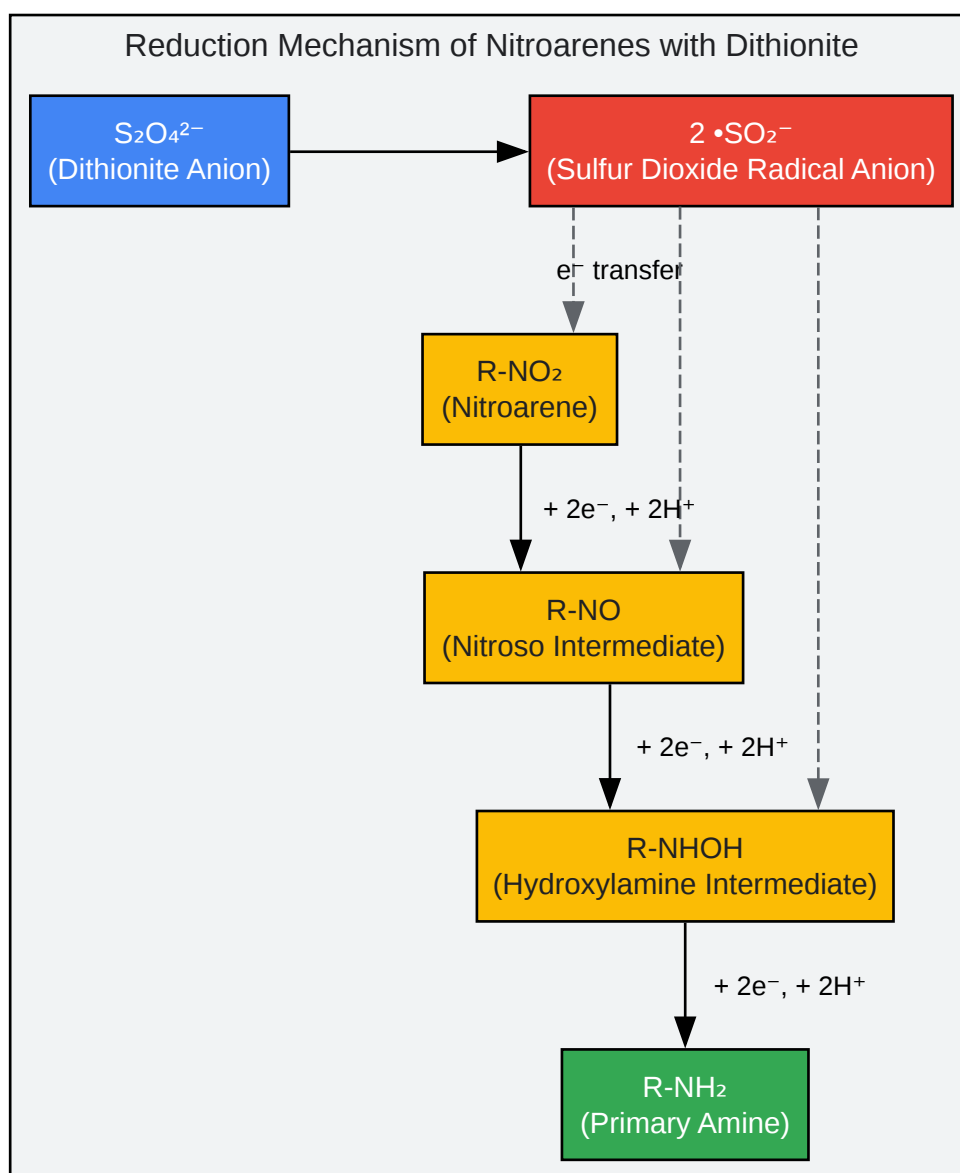 Reduction Mechanism of Nitroarenes with Dithionite
S₂O₄²⁻
(Dithionite Anion)
2 •SO₂⁻
(Sulfur Dioxide Radical Anion)
e⁻ transfer
R-NO₂
(Nitroarene)
+ 2e⁻, + 2H⁺
R-NO
(Nitroso Intermediate)
+ 2e⁻, + 2H⁺
R-NHOH
(Hydroxylamine Intermediate)
+ 2e⁻, + 2H⁺
R-NH₂
(Primary Amine)